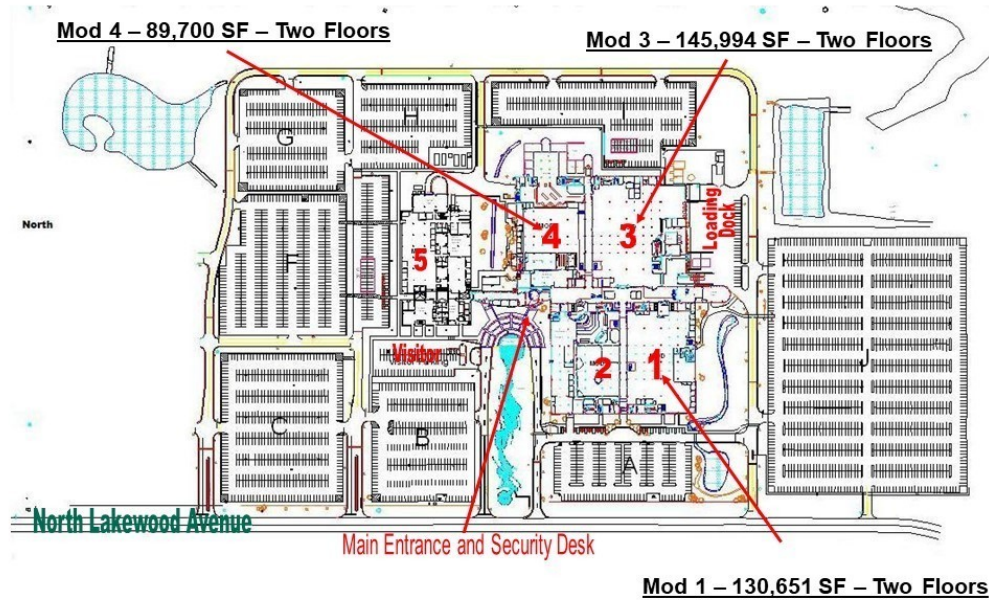 Mod 4 – 89,700 SF – Two Floors
Mod 3 – 145,994 SF – Two Floors
G
H
I
North
F
5
4
3
Loading
Dock
J
Visitor
2
1
C
B
A
North Lakewood Avenue
Main Entrance and Security Desk
Mod 1 – 130,651 SF – Two Floors